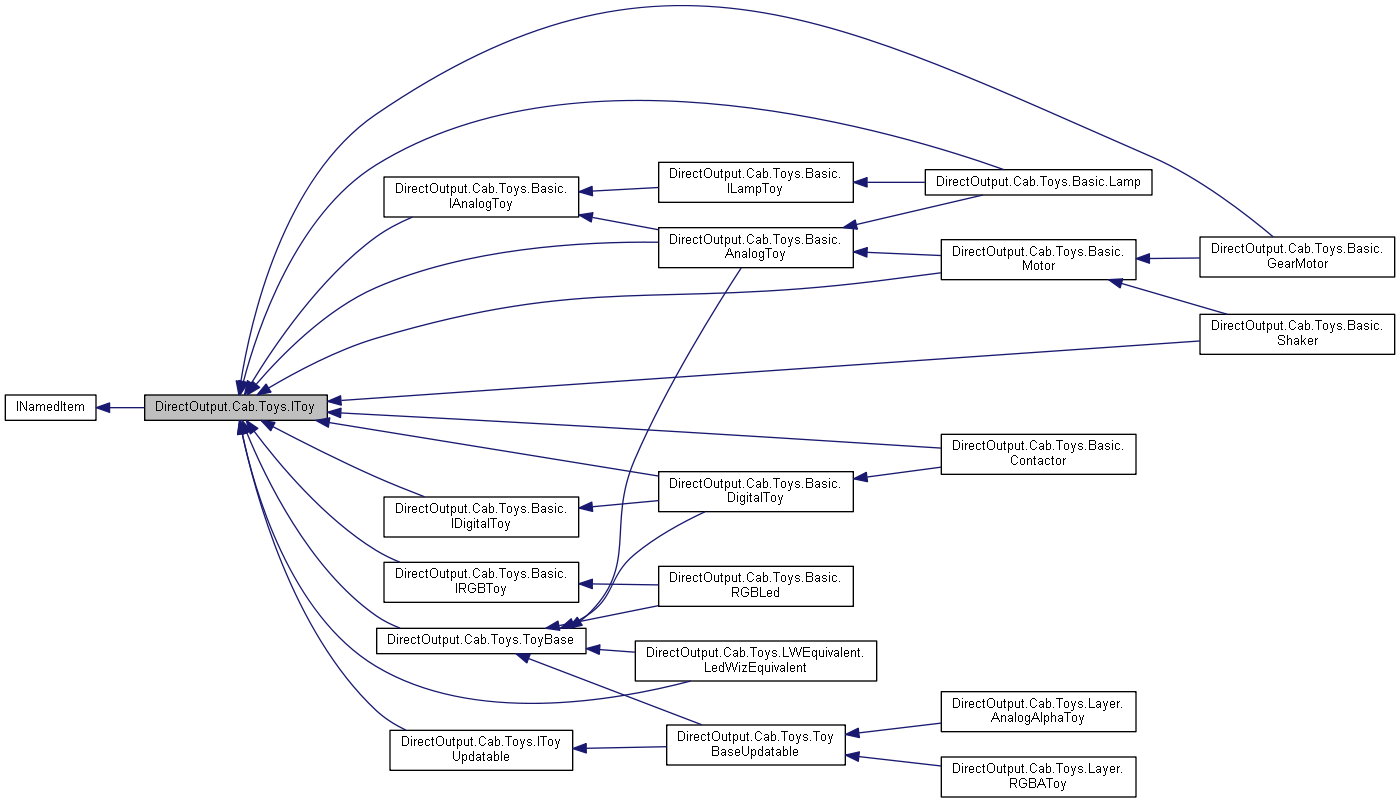 INamedItem
DirectOutput.Cab.Toys.IToy
DirectOutput.Cab.Toys.Basic.
IAnalogToy
DirectOutput.Cab.Toys.Basic.
IDigitalToy
DirectOutput.Cab.Toys.Basic.
IRGBToy
DirectOutput.Cab.Toys.ToyBase
DirectOutput.Cab.Toys.IToy
Updatable
DirectOutput.Cab.Toys.Basic.
ILampToy
DirectOutput.Cab.Toys.Basic.
AnalogToy
DirectOutput.Cab.Toys.Basic.
DigitalToy
DirectOutput.Cab.Toys.Basic.
RGBLed
DirectOutput.Cab.Toys.LWEquivalent.
LedWizEquivalent
DirectOutput.Cab.Toys.Toy
BaseUpdatable
DirectOutput.Cab.Toys.Basic.Lamp
DirectOutput.Cab.Toys.Basic.
Motor
DirectOutput.Cab.Toys.Basic.
Contactor
DirectOutput.Cab.Toys.Layer.
AnalogAlphaToy
DirectOutput.Cab.Toys.Layer.
RGBAToy
DirectOutput.Cab.Toys.Basic.
GearMotor
DirectOutput.Cab.Toys.Basic.
Shaker